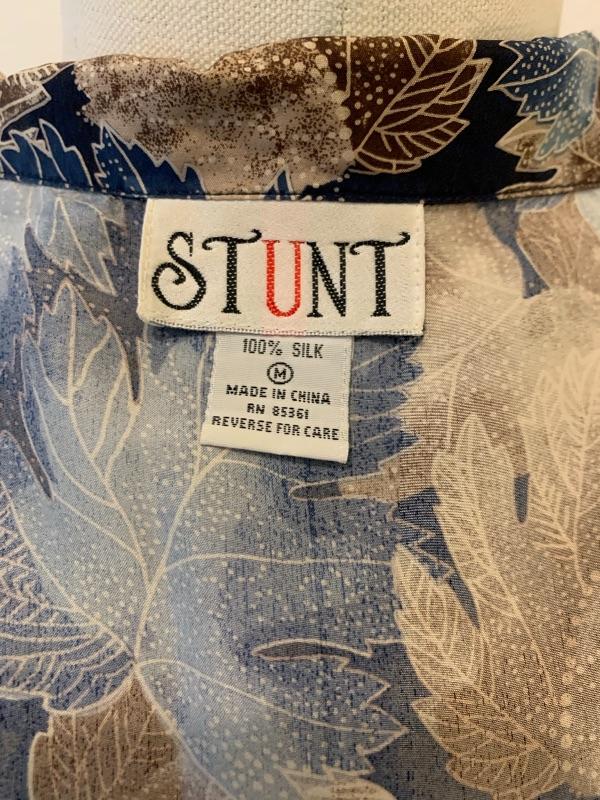 STUNT
100% SILK
M
MADE IN CHINA
RN 85361
REVERSE FOR CARE